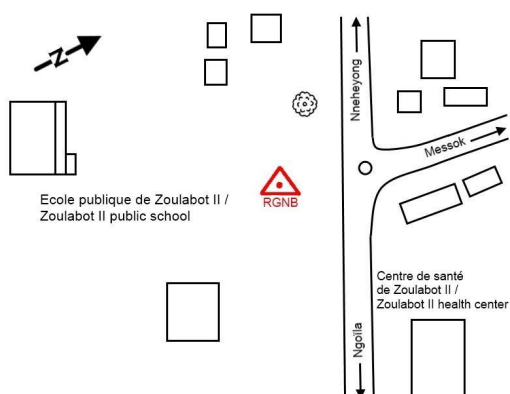 N
Nneheyong
Messok
RGNB
Ecole publique de Zoulabot II /
Zoulabot II public school
Centre de santé
de Zoulabot II /
Zoulabot II health center
Ngoïla